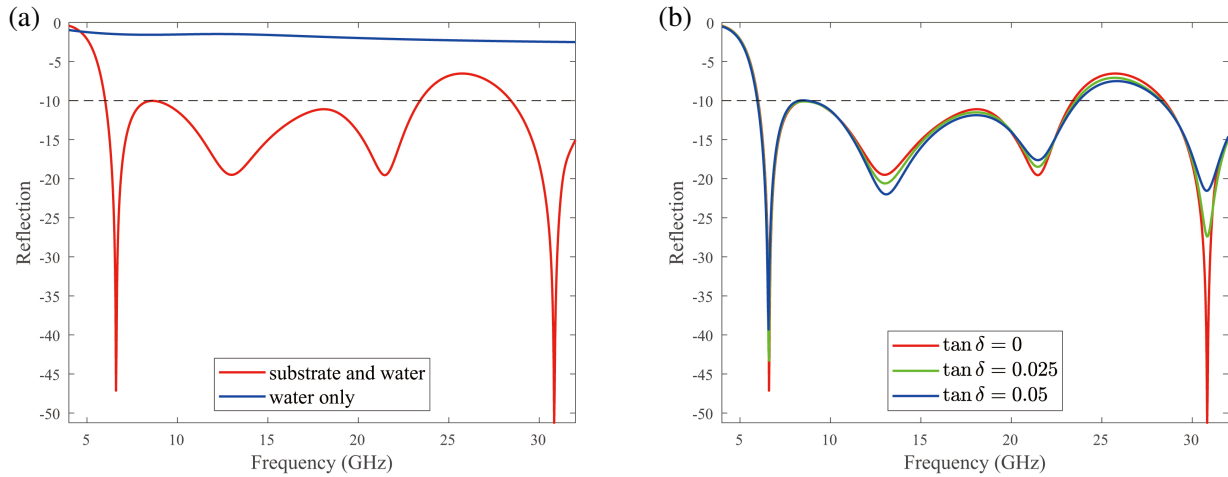 (a)
0
-5
-10
-15
-20
-25
-30
-35
-40
-45
-50
Reflection
5 10 15 20 25 30
Frequency (GHz)
substrate and water
water only
(b)
0
-5
-10
-15
-20
-25
-30
-35
-40
-45
-50
Reflection
5 10 15 20 25 30
Frequency (GHz)
tan δ = 0
tan δ = 0.025
tan δ = 0.05